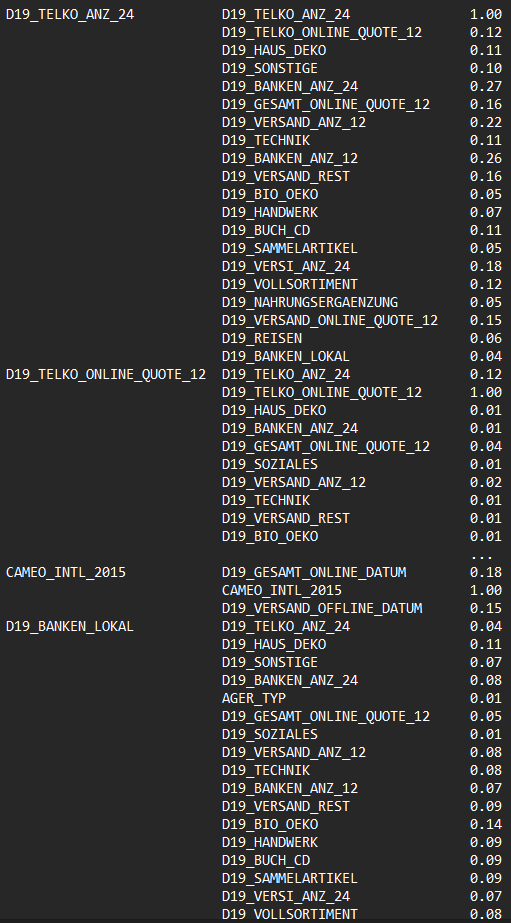 D19_TELKO_ANZ_24 D19_TELKO_ANZ_24 1.00
D19_TELKO_ONLINE_QUOTE_12 0.12
D19_HAUS_DEKO 0.11
D19_SONSTIGE 0.10
D19_BANKEN_ANZ_24 0.27
D19_GESAMT_ONLINE_QUOTE_12 0.16
D19_VERSAND_ANZ_12 0.22
D19_TECHNIK 0.11
D19_BANKEN_ANZ_12 0.26
D19_VERSAND_REST 0.16
D19_BIO_OEKO 0.05
D19_HANDWERK 0.07
D19_BUCH_CD 0.11
D19_SAMMELARTIKEL 0.05
D19_VERSI_ANZ_24 0.18
D19_VOLLSORTIMENT 0.12
D19_NAHRUNGSERGAENZUNG 0.05
D19_VERSAND_ONLINE_QUOTE_12 0.15
D19_REISEN 0.06
D19_BANKEN_LOKAL 0.04
D19_TELKO_ONLINE_QUOTE_12 D19_TELKO_ANZ_24 0.12
D19_TELKO_ONLINE_QUOTE_12 1.00
D19_HAUS_DEKO 0.01
D19_BANKEN_ANZ_24 0.01
D19_GESAMT_ONLINE_QUOTE_12 0.04
D19_SOZIALES 0.01
D19_VERSAND_ANZ_12 0.02
D19_TECHNIK 0.01
D19_VERSAND_REST 0.01
D19_BIO_OEKO 0.01
...
CAMEO_INTL_2015 D19_GESAMT_ONLINE_DATUM 0.18
CAMEO_INTL_2015 1.00
D19_VERSAND_OFFLINE_DATUM 0.15
D19_BANKEN_LOKAL D19_TELKO_ANZ_24 0.04
D19_HAUS_DEKO 0.11
D19_SONSTIGE 0.07
D19_BANKEN_ANZ_24 0.08
AGER_TYP 0.01
D19_GESAMT_ONLINE_QUOTE_12 0.05
D19_SOZIALES 0.01
D19_VERSAND_ANZ_12 0.08
D19_TECHNIK 0.08
D19_BANKEN_ANZ_12 0.07
D19_VERSAND_REST 0.09
D19_BIO_OEKO 0.14
D19_HANDWERK 0.09
D19_BUCH_CD 0.09
D19_SAMMELARTIKEL 0.09
D19_VERSI_ANZ_24 0.07
D19_VOLLSORTIMENT 0.08